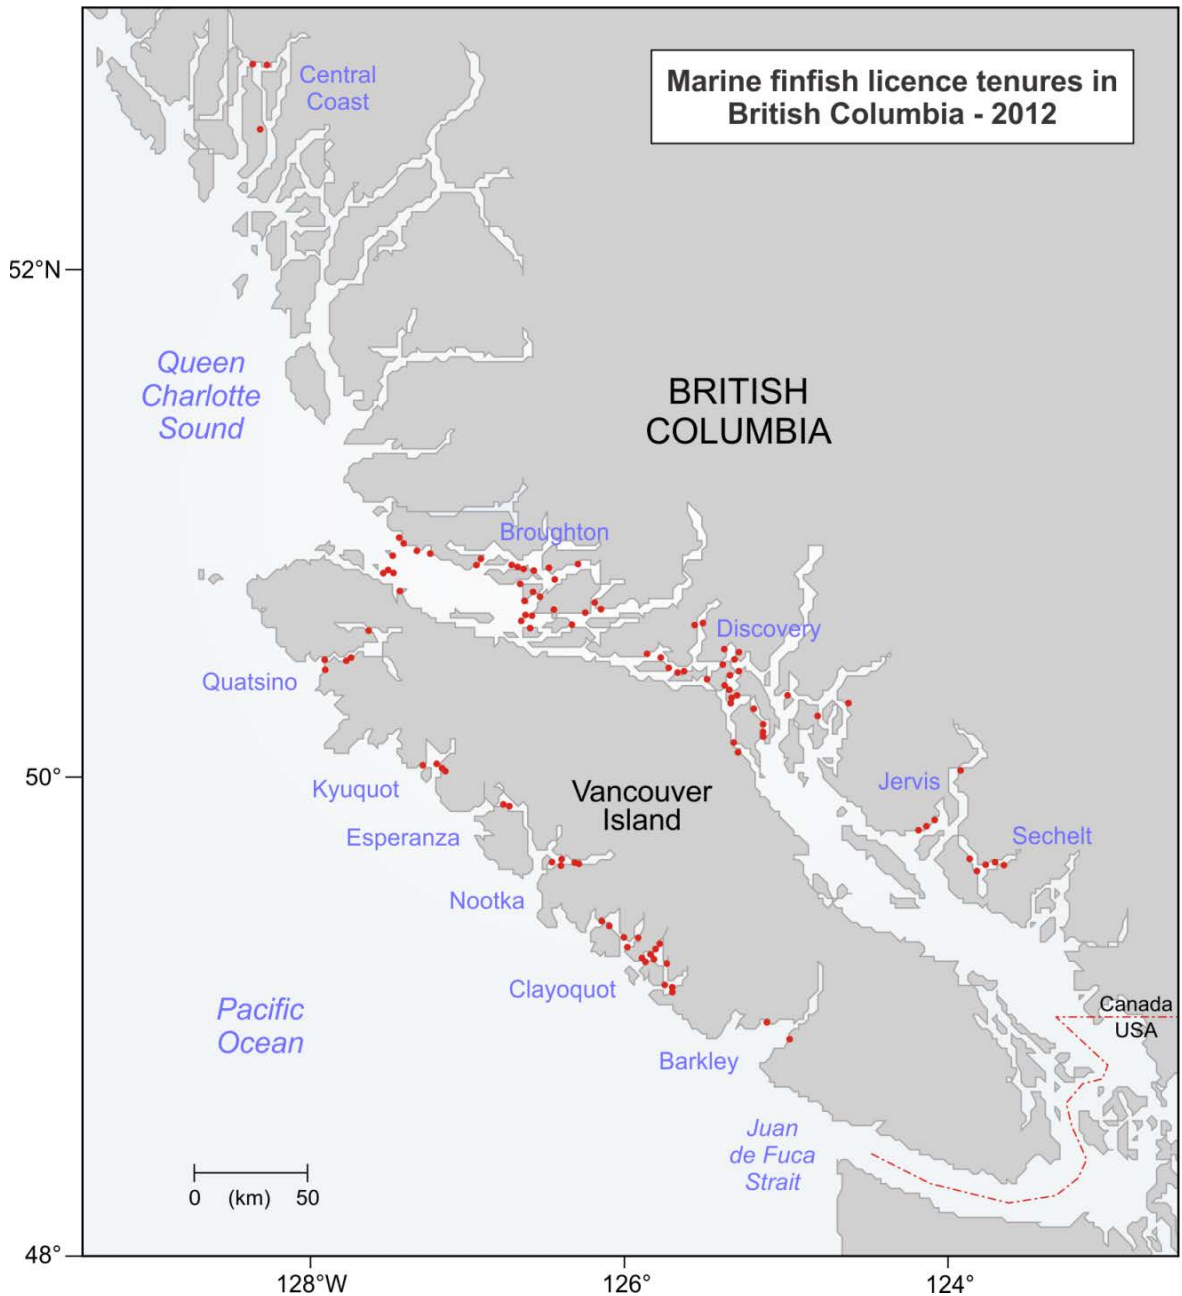 Marine finfish licence tenures in
British Columbia - 2012
Central
Coast
52°N
Queen
Charlotte
Sound
BRITISH
COLUMBIA
Broughton
Discovery
Quatsino
50°
Kyuquot
Vancouver
Island
Jervis
Esperanza
Sechelt
Nootka
Clayoquot
Pacific
Ocean
Canada
USA
Barkley
Juan
de Fuca
Strait
0 (km) 50
48°
128°W 126° 124°